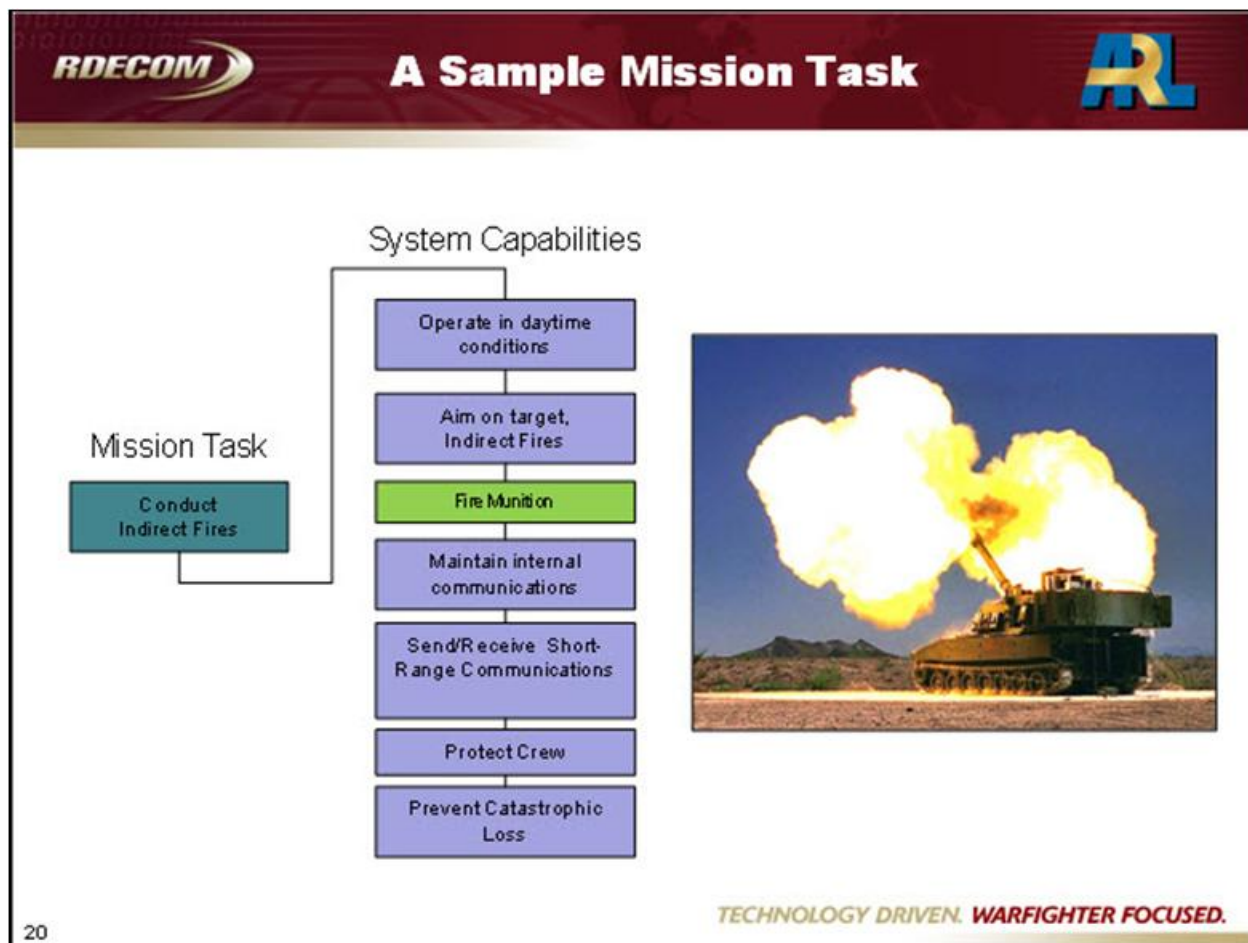 RDECOM
A Sample Mission Task
ARL
System Capabilities
Operate in daytime
conditions
Aim on target,
Indirect Fires
Mission Task
Conduct
Indirect Fires
Fire Munition
Maintain internal
communications
Send/Receive Short-
Range Communications
Protect Crew
Prevent Catastrophic
Loss
TECHNOLOGY DRIVEN. WARFIGHTER FOCUSED.
20